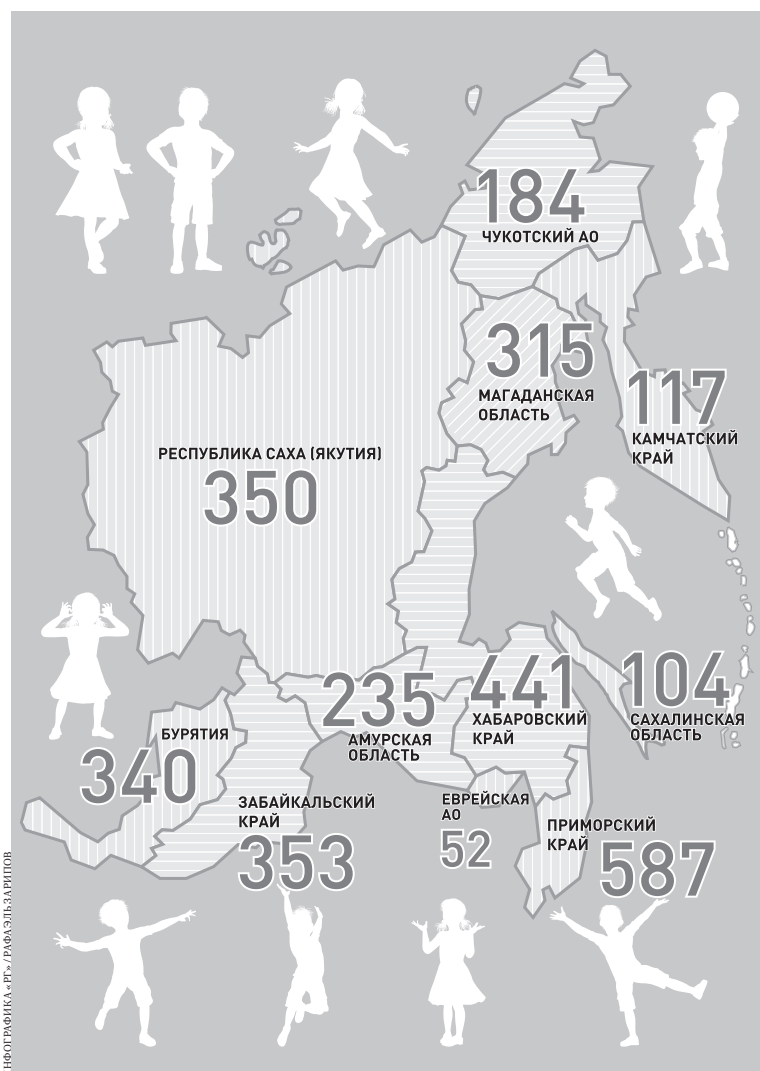 184
ЧУКОТСКИЙ АО
315
МАГАДАНСКАЯ
ОБЛАСТЬ
117
КАМЧАТСКИЙ
КРАЙ
РЕСПУБЛИКА САХА (ЯКУТИЯ)
350
235
АМУРСКАЯ
ОБЛАСТЬ
441
ХАБАРОВСКИЙ
КРАЙ
104
САХАЛИНСКАЯ
ОБЛАСТЬ
БУРЯТИЯ
340
ЗАБАЙКАЛЬСКИЙ
КРАЙ
353
ЕВРЕЙСКАЯ
АО
52
ПРИМОРСКИЙ
КРАЙ
587
НФОГРАФИКА «РГ» / РАФАЭЛЬ ЗАРИПОВ